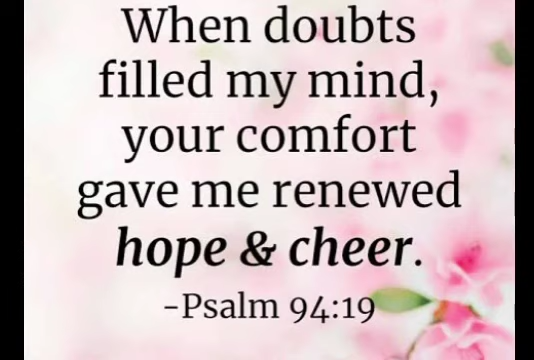 When doubts
filled my mind,
your comfort
gave me renewed
hope & cheer.
-Psalm 94:19